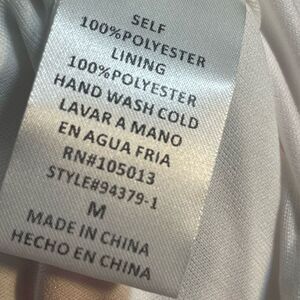 SELF
100%POLYESTER
LINING
100%POLYESTER
HAND WASH COLD
LAVAR A MANO
EN AGUA FRIA
RN#105013
STYLE#94379-1
M
MADE IN CHINA
HECHO EN CHINA